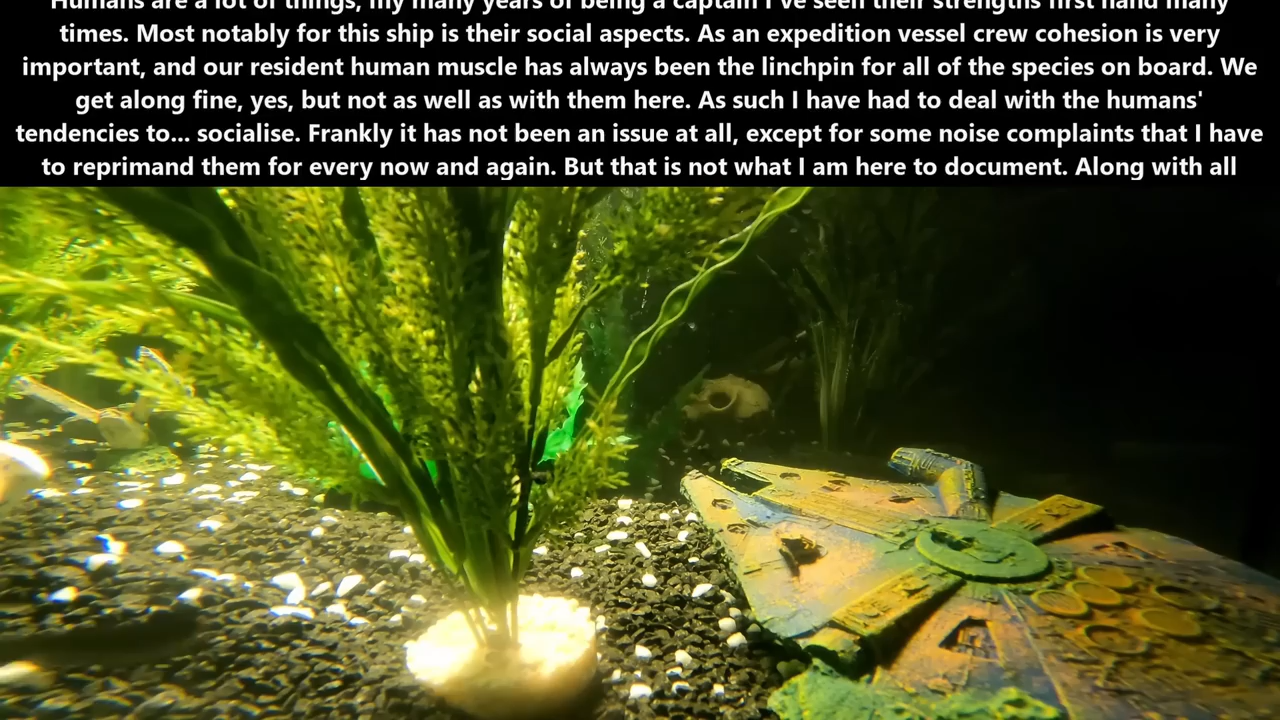 Humans are a lot of things, my many years of being a captain I've seen their strengths first hand many
times. Most notably for this ship is their social aspects. As an expedition vessel crew cohesion is very
important, and our resident human muscle has always been the linchpin for all of the species on board. We
get along fine, yes, but not as well as with them here. As such I have had to deal with the humans'
tendencies to... socialise. Frankly it has not been an issue at all, except for some noise complaints that I have
to reprimand them for every now and again. But that is not what I am here to document. Along with all